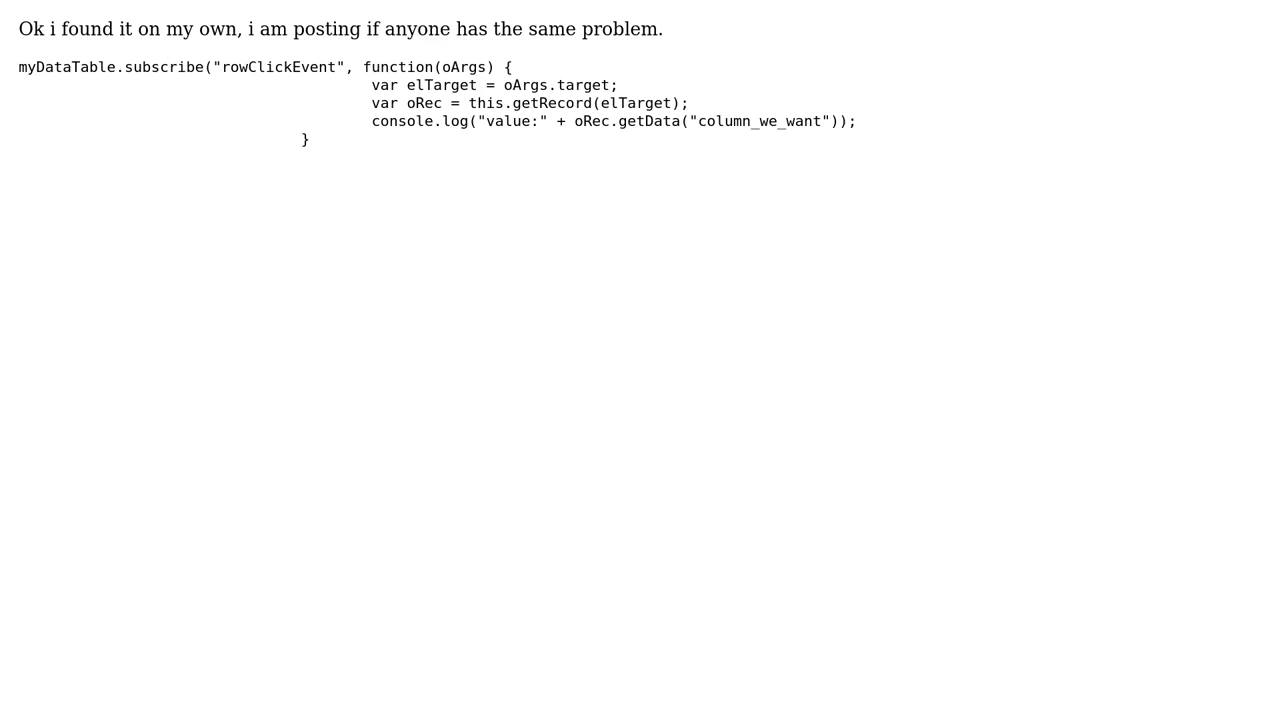 Ok i found it on my own, i am posting if anyone has the same problem.
myDataTable.subscribe("rowClickEvent", function(oArgs) {
                                        var elTarget = oArgs.target;
                                        var oRec = this.getRecord(elTarget);
                                        console.log("value:" + oRec.getData("column_we_want"));
                                }